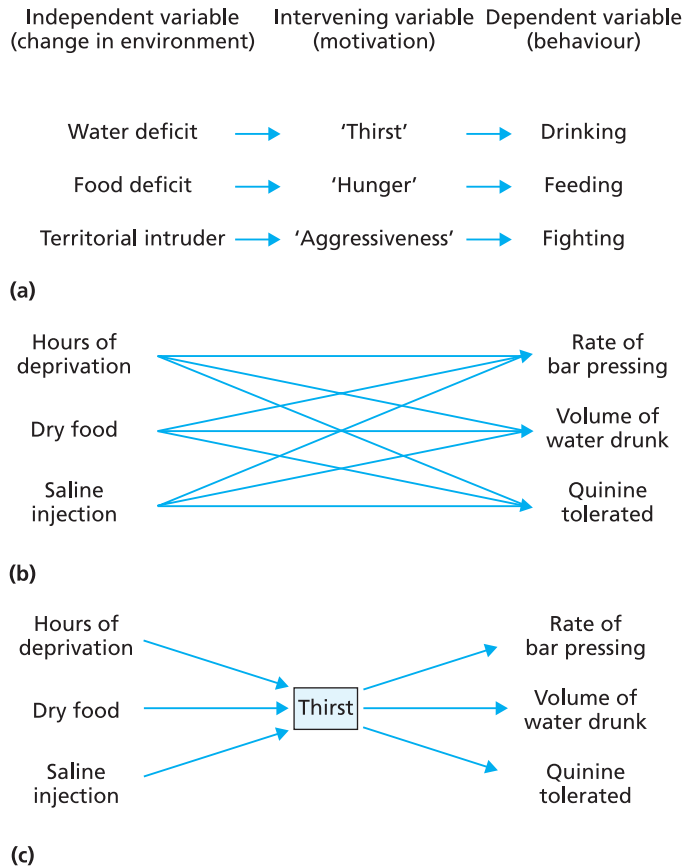 Independent variable Intervening variable Dependent variable
(change in environment) (motivation) (behaviour)
Water deficit 'Thirst' Drinking
Food deficit 'Hunger' Feeding
Territorial intruder 'Aggressiveness' Fighting
(a)
Hours of
deprivation
Rate of
bar pressing
Dry food
Volume of
water drunk
Saline
injection
Quinine
tolerated
(b)
Hours of
deprivation
Rate of
bar pressing
Dry food
Thirst
Volume of
water drunk
Saline
injection
Quinine
tolerated
(c)